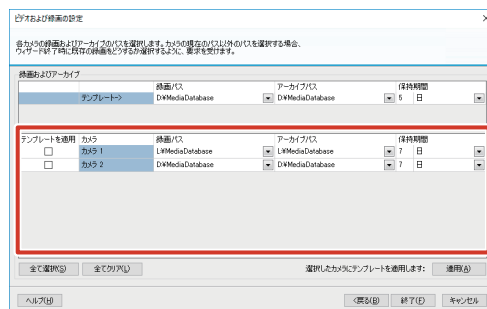 ビデオおよび録画の設定
各カメラの録画およびアーカイブのパスを選択します。カメラの現在のパス以外のパスを選択する場合、
ウィザード終了時に既存の録画をどうするか選択するように、要求を受けます。
録画およびアーカイブ
録画パス アーカイブパス 保持期間
テンプレート-> D:¥MediaDatabase D:¥MediaDatabase 5 日
テンプレートを適用 カメラ 録画パス アーカイブパス 保持期間
カメラ 1 L:¥MediaDatabase L:¥MediaDatabase 7 日
カメラ 2 D:¥MediaDatabase D:¥MediaDatabase 7 日
全て選択(S) 全てクリア(L) 選択したカメラにテンプレートを適用します: 適用(A)
ヘルプ(H) <戻る(B) 終了(F) キャンセル